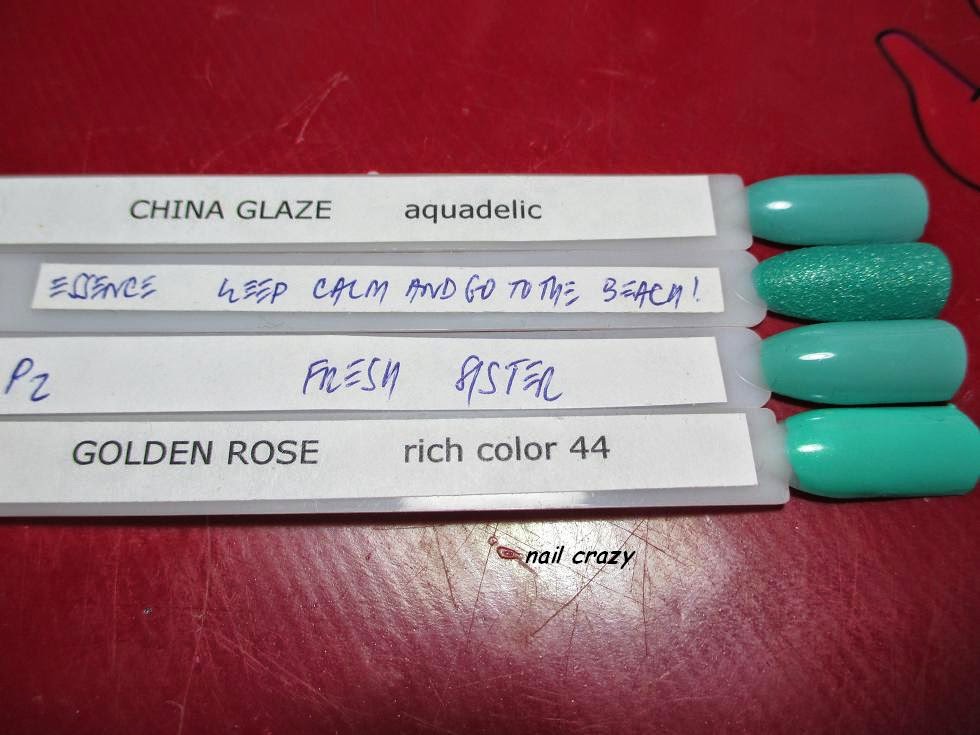 CHINA GLAZE aquadelic
ESSENCE KEEP CALM AND GO TO THE BEACH!
P2 FRESH SISTER
GOLDEN ROSE rich color 44
nail crazy